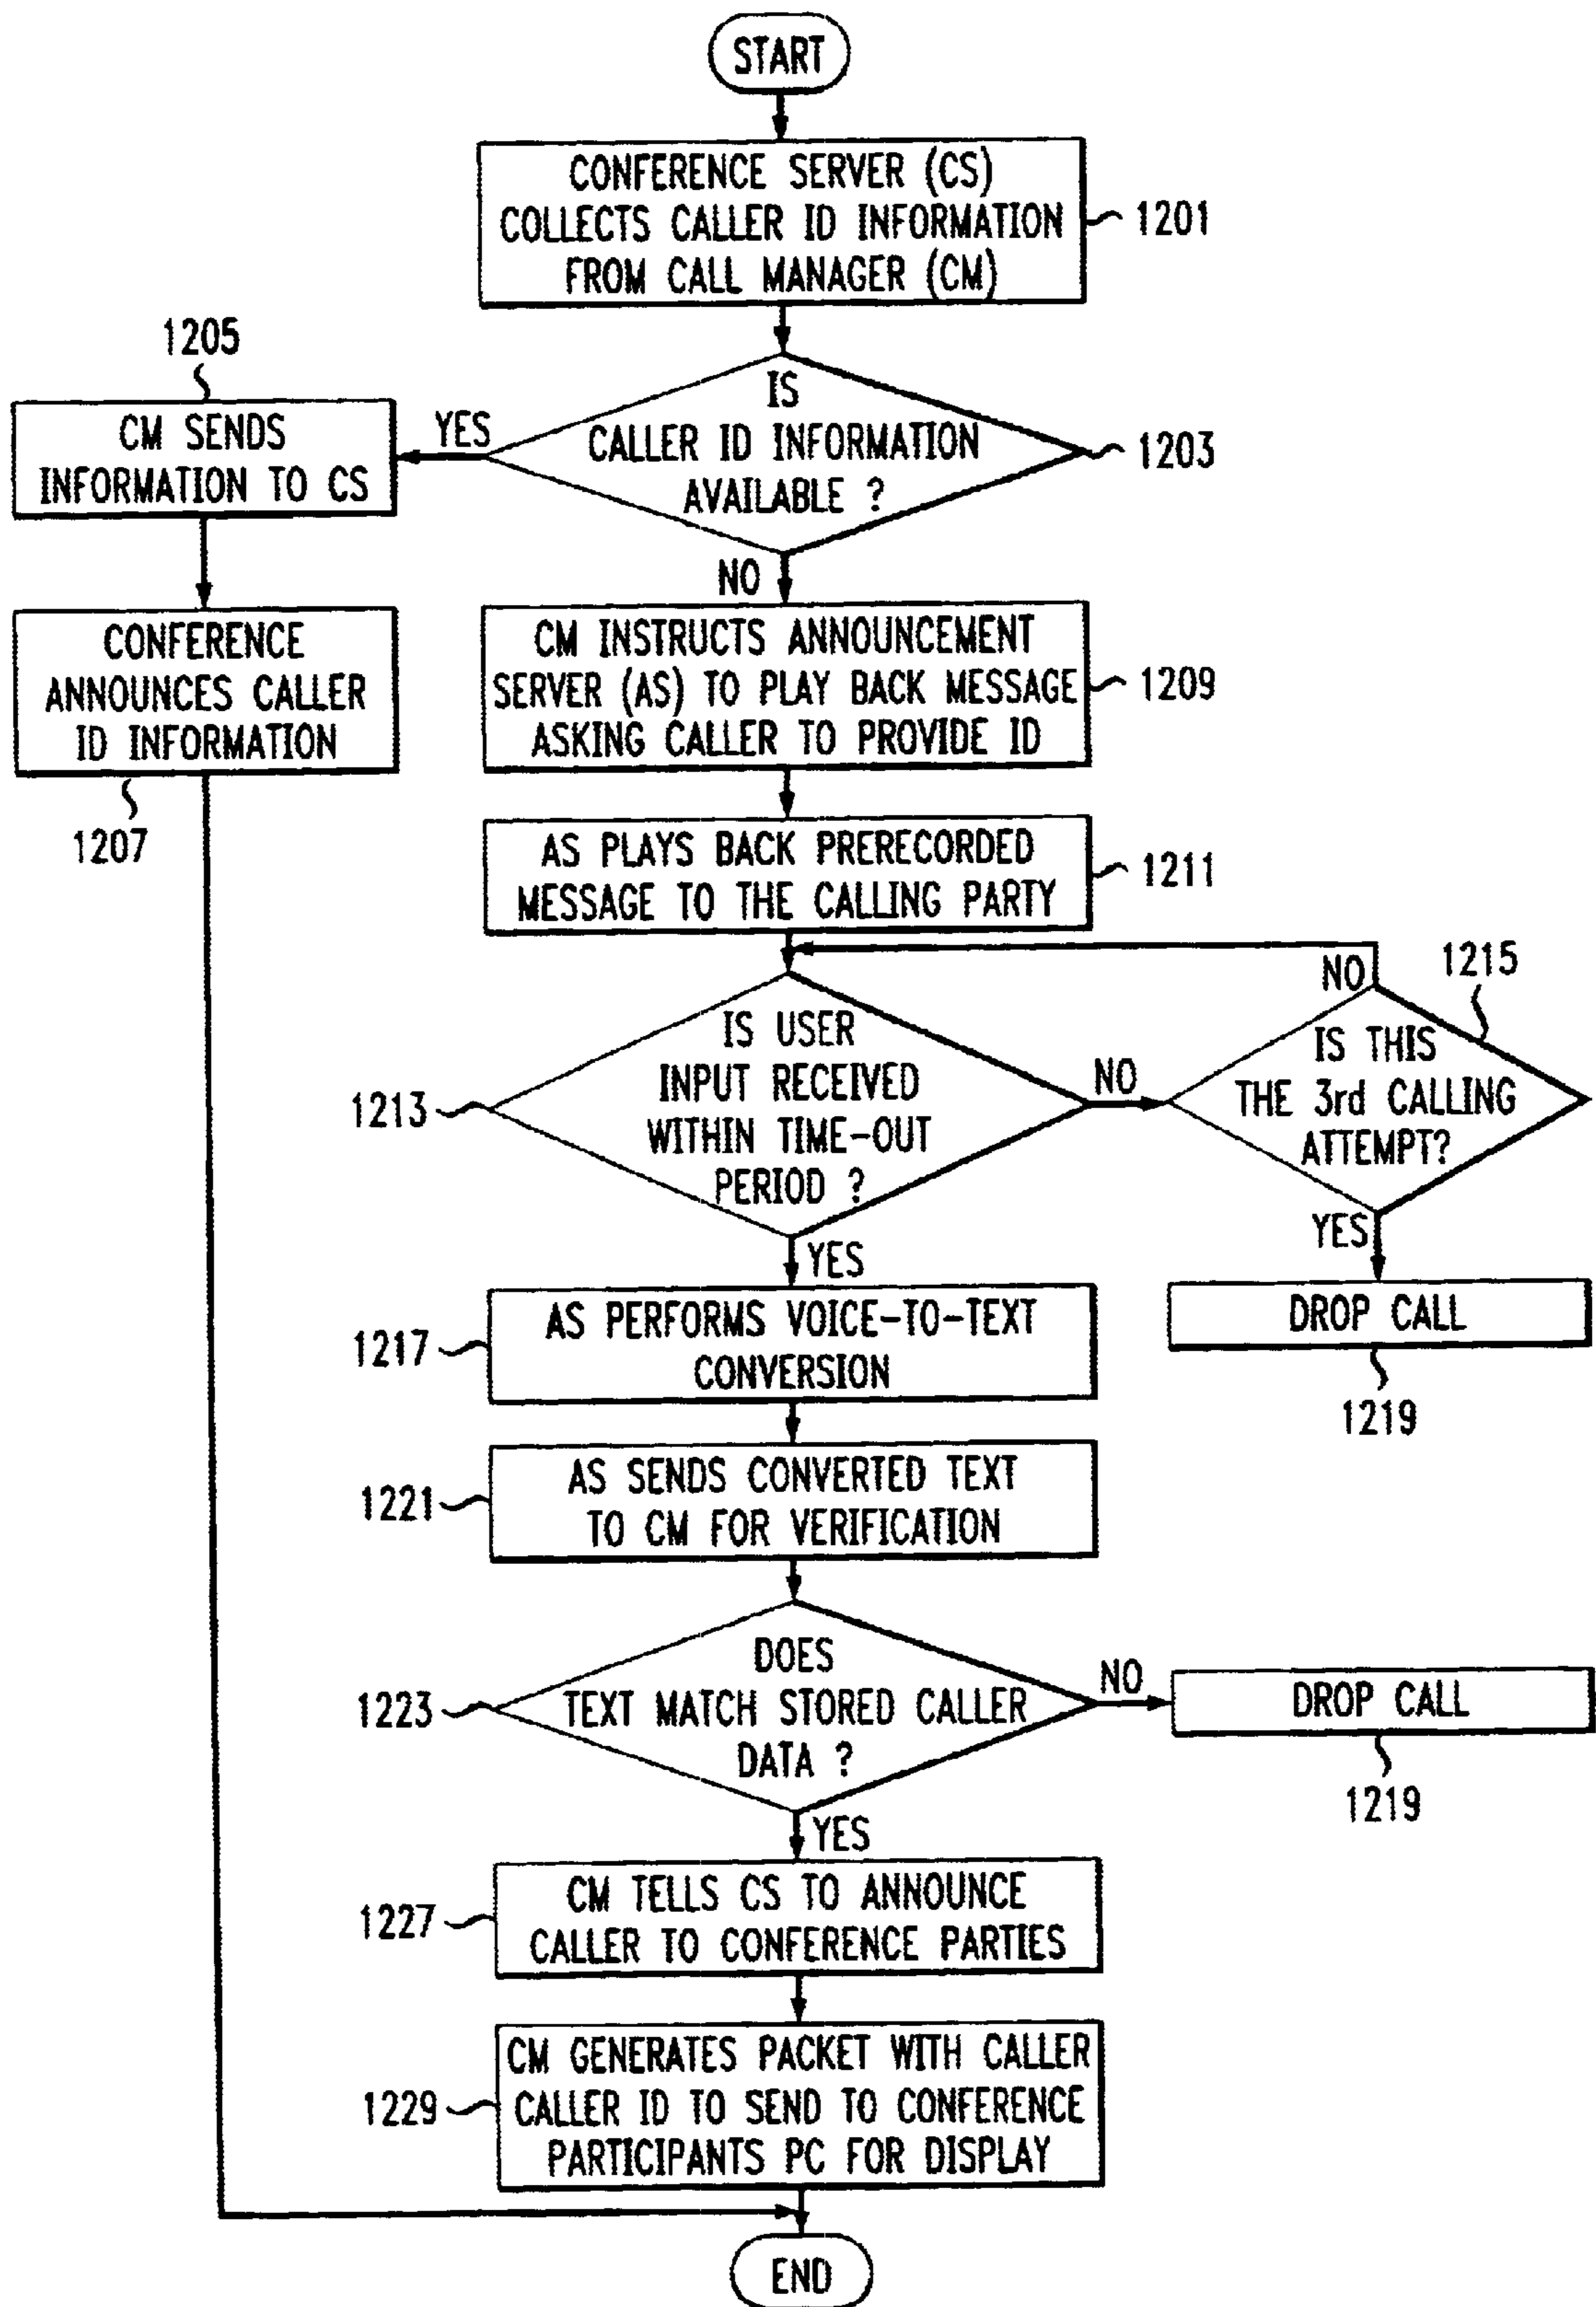 START
CONFERENCE SERVER (CS)
COLLECTS CALLER ID INFORMATION
FROM CALL MANAGER (CM)
1201
1205
CM SENDS
INFORMATION TO CS
YES
IS
CALLER ID INFORMATION
AVAILABLE ?
1203
NO
CONFERENCE
ANNOUNCES CALLER
ID INFORMATION
1207
CM INSTRUCTS ANNOUNCEMENT
SERVER (AS) TO PLAY BACK MESSAGE
ASKING CALLER TO PROVIDE ID
1209
AS PLAYS BACK PRERECORDED
MESSAGE TO THE CALLING PARTY
1211
1213
IS USER
INPUT RECEIVED
WITHIN TIME-OUT
PERIOD ?
NO
NO
1215
IS THIS
THE 3rd CALLING
ATTEMPT?
YES
YES
DROP CALL
1219
1217
AS PERFORMS VOICE-TO-TEXT
CONVERSION
1221
AS SENDS CONVERTED TEXT
TO CM FOR VERIFICATION
1223
DOES
TEXT MATCH STORED CALLER
DATA ?
NO
DROP CALL
1219
YES
1227
CM TELLS CS TO ANNOUNCE
CALLER TO CONFERENCE PARTIES
1229
CM GENERATES PACKET WITH CALLER
CALLER ID TO SEND TO CONFERENCE
PARTICIPANTS PC FOR DISPLAY
END